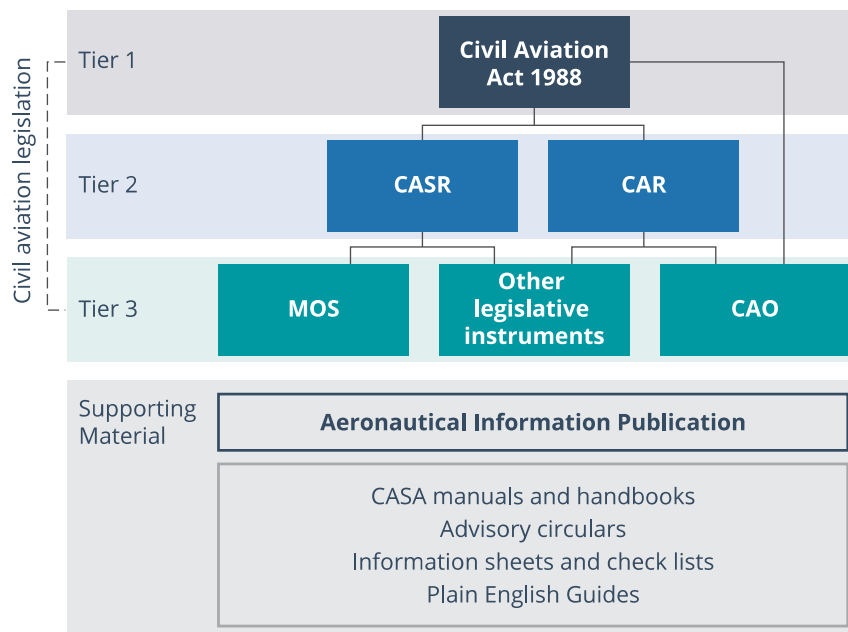 Civil aviation legislation
Tier 1
Civil Aviation
Act 1988
Tier 2
CASR
CAR
Tier 3
MOS
Other
legislative
instruments
CAO
Supporting
Material
Aeronautical Information Publication
CASA manuals and handbooks
Advisory circulars
Information sheets and check lists
Plain English Guides